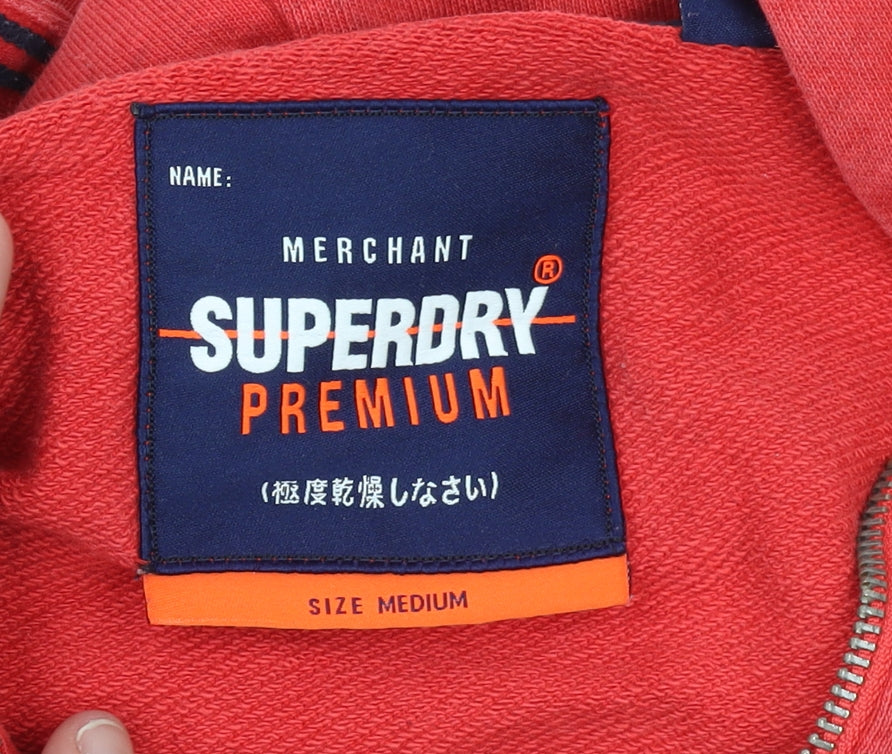 NAME:
MERCHANT
SUPERDRY®
PREMIUM
(極度乾燥しなさい)
SIZE MEDIUM